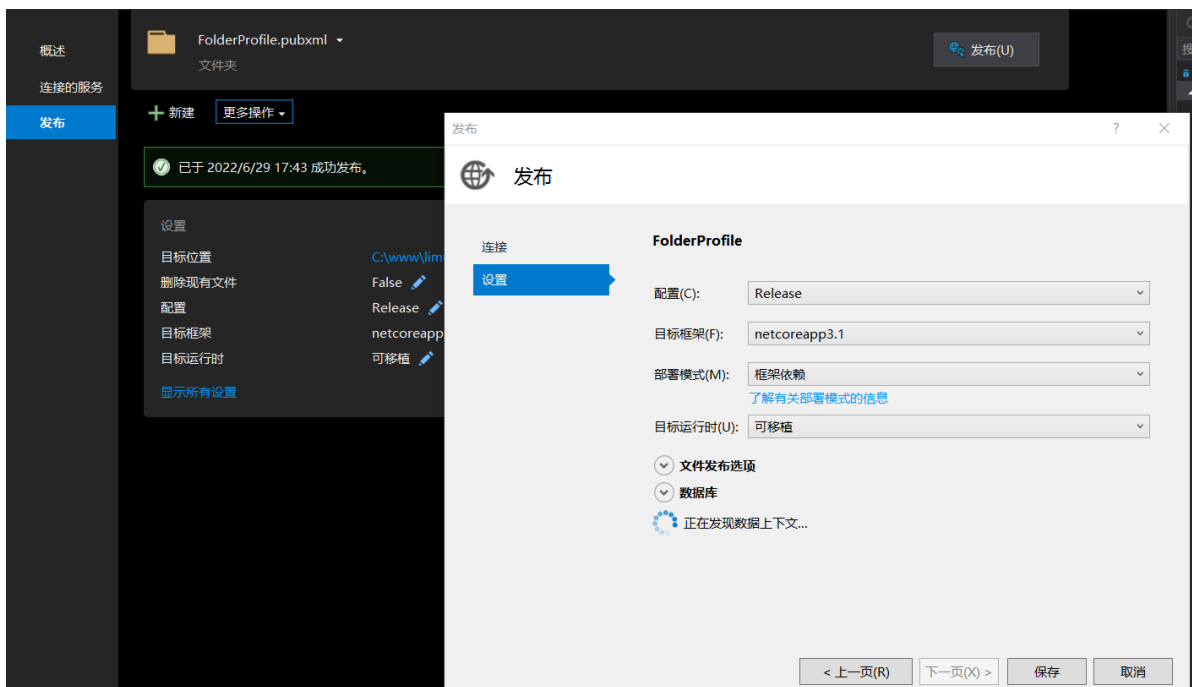 概述
连接的服务
发布
FolderProfile.pubxml
文件夹
发布(U)
新建
更多操作
已于 2022/6/29 17:43 成功发布。
设置
目标位置 C:\www\lim
删除现有文件 False
配置 Release
目标框架 netcoreapp
目标运行时 可移植
显示所有设置
发布
?
发布
连接
设置
FolderProfile
配置(C): Release
目标框架(F): netcoreapp3.1
部署模式(M): 框架依赖
了解有关部署模式的信息
目标运行时(U): 可移植
文件发布选项
数据库
正在发现数据上下文...
< 上一页(R)
下一页(X) >
保存
取消